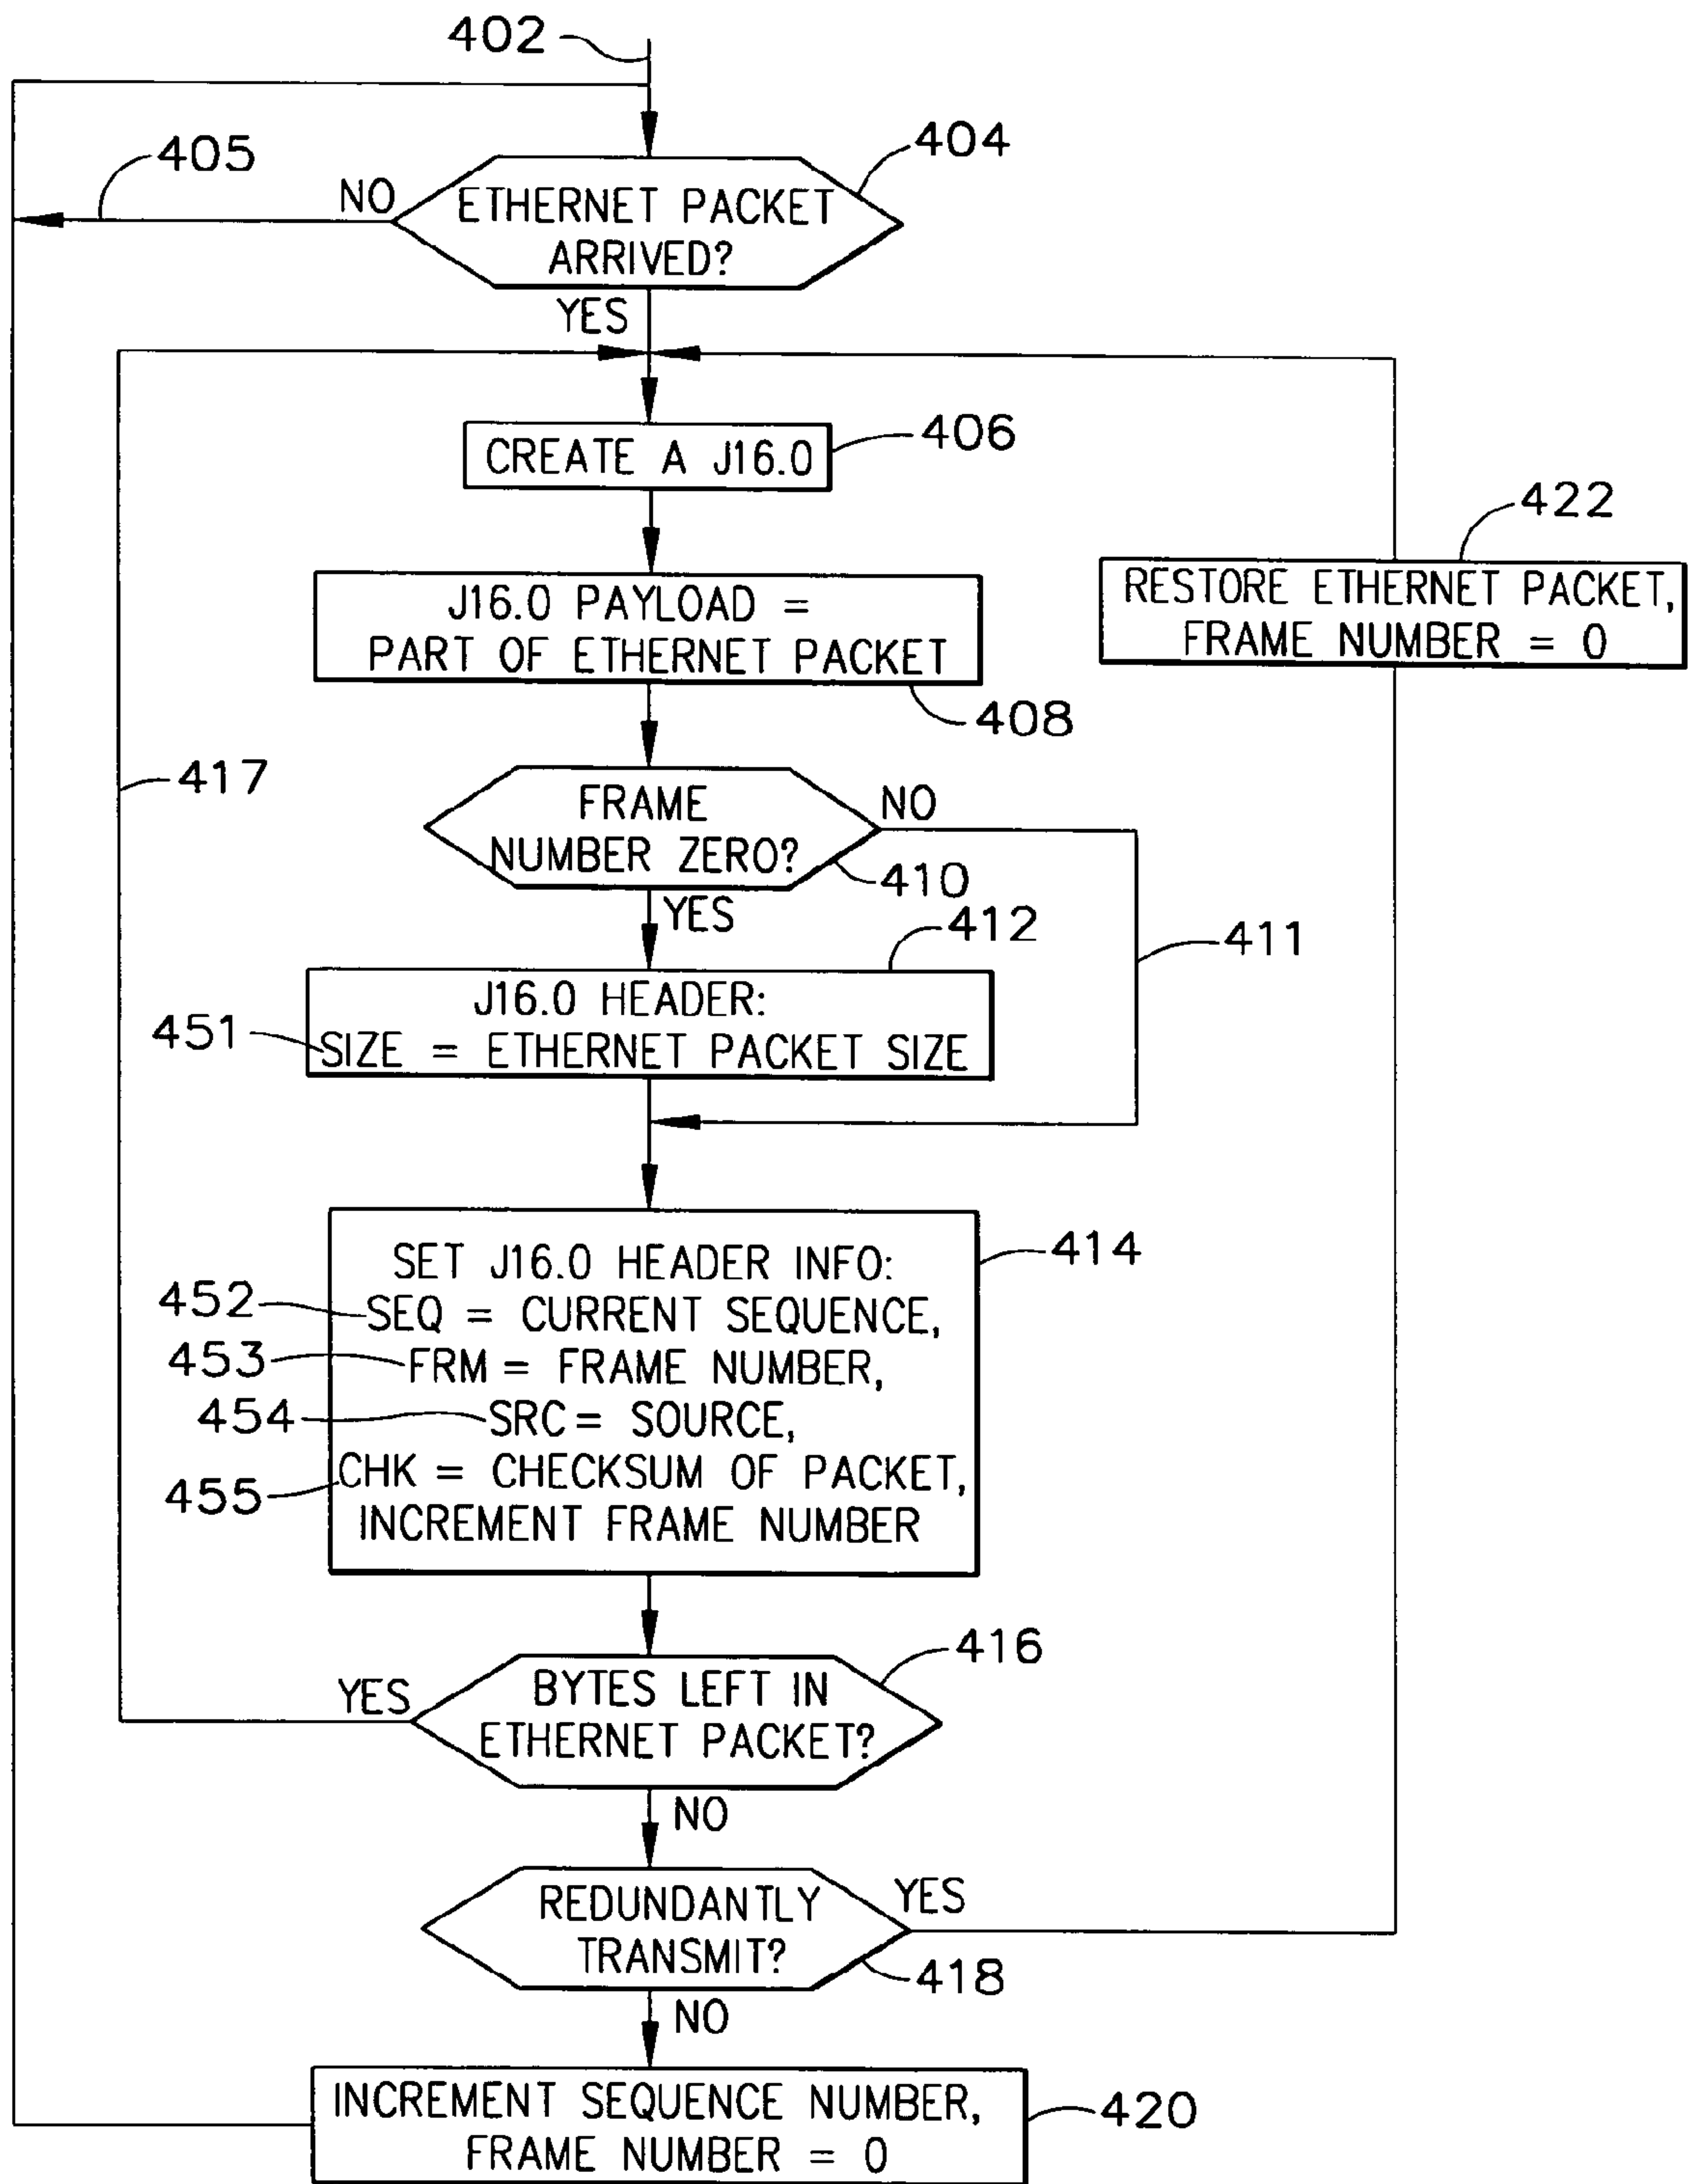 402
404
405
NO
ETHERNET PACKET
ARRIVED?
YES
406
CREATE A J16.0
422
RESTORE ETHERNET PACKET,
FRAME NUMBER = 0
J16.0 PAYLOAD =
PART OF ETHERNET PACKET
408
417
FRAME
NUMBER ZERO?
NO
410
YES
412
411
J16.0 HEADER:
451
SIZE = ETHERNET PACKET SIZE
414
SET J16.0 HEADER INFO:
452
SEQ = CURRENT SEQUENCE,
453
FRM = FRAME NUMBER,
454
SRC = SOURCE,
455
CHK = CHECKSUM OF PACKET,
INCREMENT FRAME NUMBER
416
YES
BYTES LEFT IN
ETHERNET PACKET?
NO
REDUNDANTLY
TRANSMIT?
YES
418
NO
INCREMENT SEQUENCE NUMBER,
FRAME NUMBER = 0
420